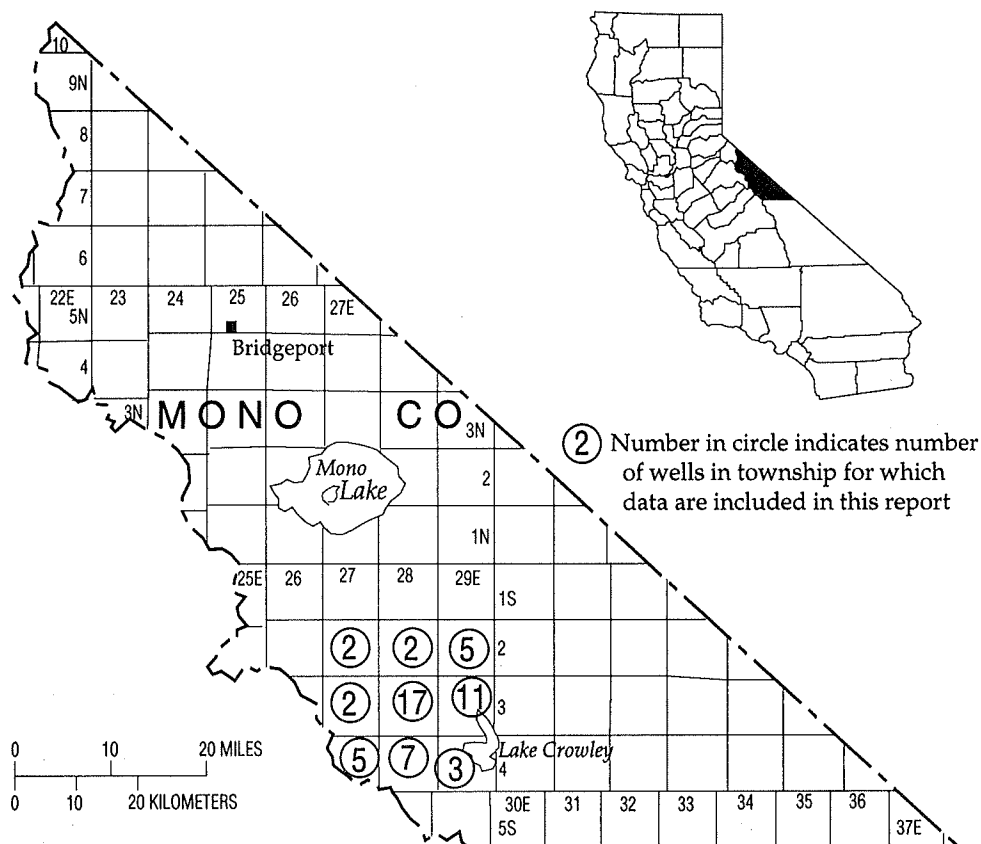 10
9N
8
7
6
22E 23 24 25 26 27E
5N
Bridgeport
4
3N MONO CO 3N
② Number in circle indicates number
of wells in township for which
data are included in this report
Mono
Lake
2
1N
25E 26 27 28 29E
1S
2 2 5 2
2 17 11 3
5 7 3 4
Lake Crowley
0 10 20 MILES
0 10 20 KILOMETERS
30E 31 32 33 34 35 36 37E
5S